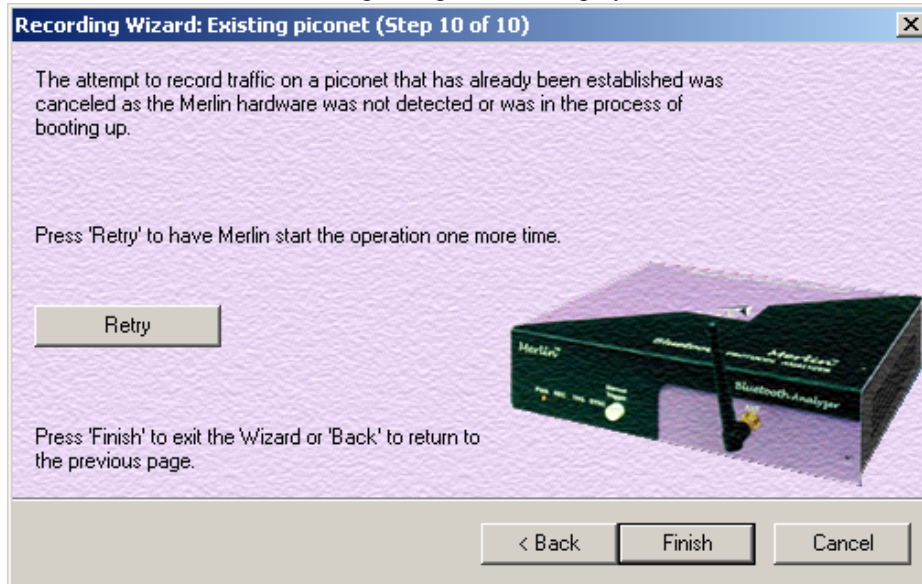 Recording Wizard: Existing piconet (Step 10 of 10)
The attempt to record traffic on a piconet that has already been established was
canceled as the Merlin hardware was not detected or was in the process of
booting up.
Press 'Retry' to have Merlin start the operation one more time.
Retry
Merlin™
Merlin™
Bluetooth Analyzer
Press 'Finish' to exit the Wizard or 'Back' to return to
the previous page.
< Back
Finish
Cancel